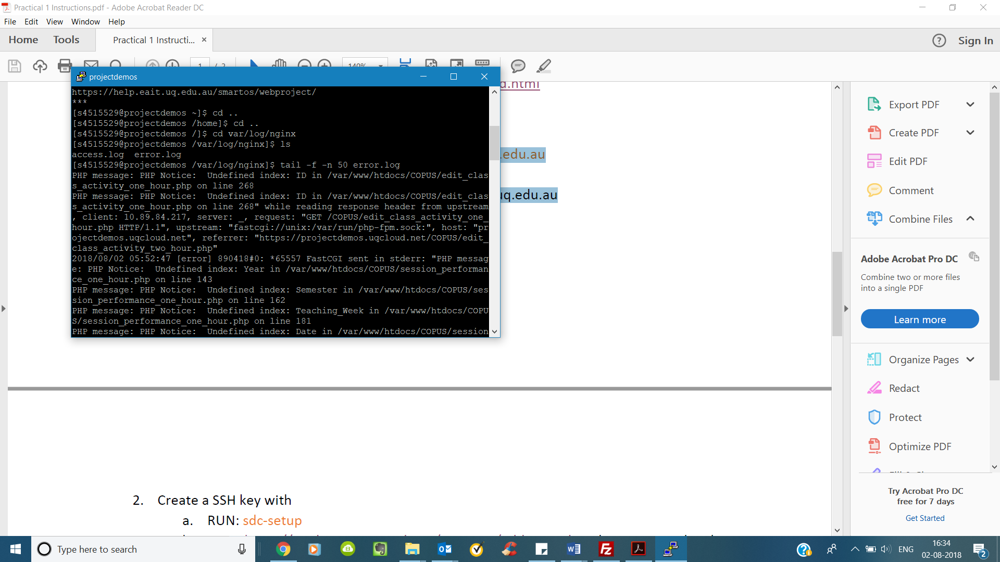 Practical 1 Instructions.pdf - Adobe Acrobat Reader DC
File Edit View Window Help
Home Tools Practical 1 Instructi... ×
? Sign In
1 / 2 140%
projectdemos
d.html
https://help.eait.uq.edu.au/smartos/webproject/
***
[s4515529@projectdemos ~]$ cd ..
[s4515529@projectdemos /home]$ cd ..
[s4515529@projectdemos /]$ cd var/log/nginx
[s4515529@projectdemos /var/log/nginx]$ ls
access.log  error.log
[s4515529@projectdemos /var/log/nginx]$ tail -f -n 50 error.log
PHP message: PHP Notice:  Undefined index: ID in /var/www/htdocs/COPUS/edit_clas
s_activity_one_hour.php on line 268
PHP message: PHP Notice:  Undefined index: ID in /var/www/htdocs/COPUS/edit_clas
s_activity_one_hour.php on line 268" while reading response header from upstream
, client: 10.89.84.217, server: _, request: "GET /COPUS/edit_class_activity_one_
hour.php HTTP/1.1", upstream: "fastcgi://unix:/var/run/php-fpm.sock:", host: "pr
ojectdemos.uqcloud.net", referrer: "https://projectdemos.uqcloud.net/COPUS/edit_
class_activity_two_hour.php"
2018/08/02 05:52:47 [error] 890418#0: *65557 FastCGI sent in stderr: "PHP messag
e: PHP Notice:  Undefined index: Year in /var/www/htdocs/COPUS/session_performan
ce_one_hour.php on line 143
PHP message: PHP Notice:  Undefined index: Semester in /var/www/htdocs/COPUS/ses
sion_performance_one_hour.php on line 162
PHP message: PHP Notice:  Undefined index: Teaching_Week in /var/www/htdocs/COPU
S/session_performance_one_hour.php on line 181
PHP message: PHP Notice:  Undefined index: Date in /var/www/htdocs/COPUS/session
.edu.au
uq.edu.au
2. Create a SSH key with
a. RUN: sdc-setup
Export PDF
Create PDF
Edit PDF
Comment
Combine Files
Adobe Acrobat Pro DC
Combine two or more files
into a single PDF
Learn more
Organize Pages
Redact
Protect
Optimize PDF
Try Acrobat Pro DC
free for 7 days
Get Started
Type here to search
ENG
16:34
02-08-2018
2